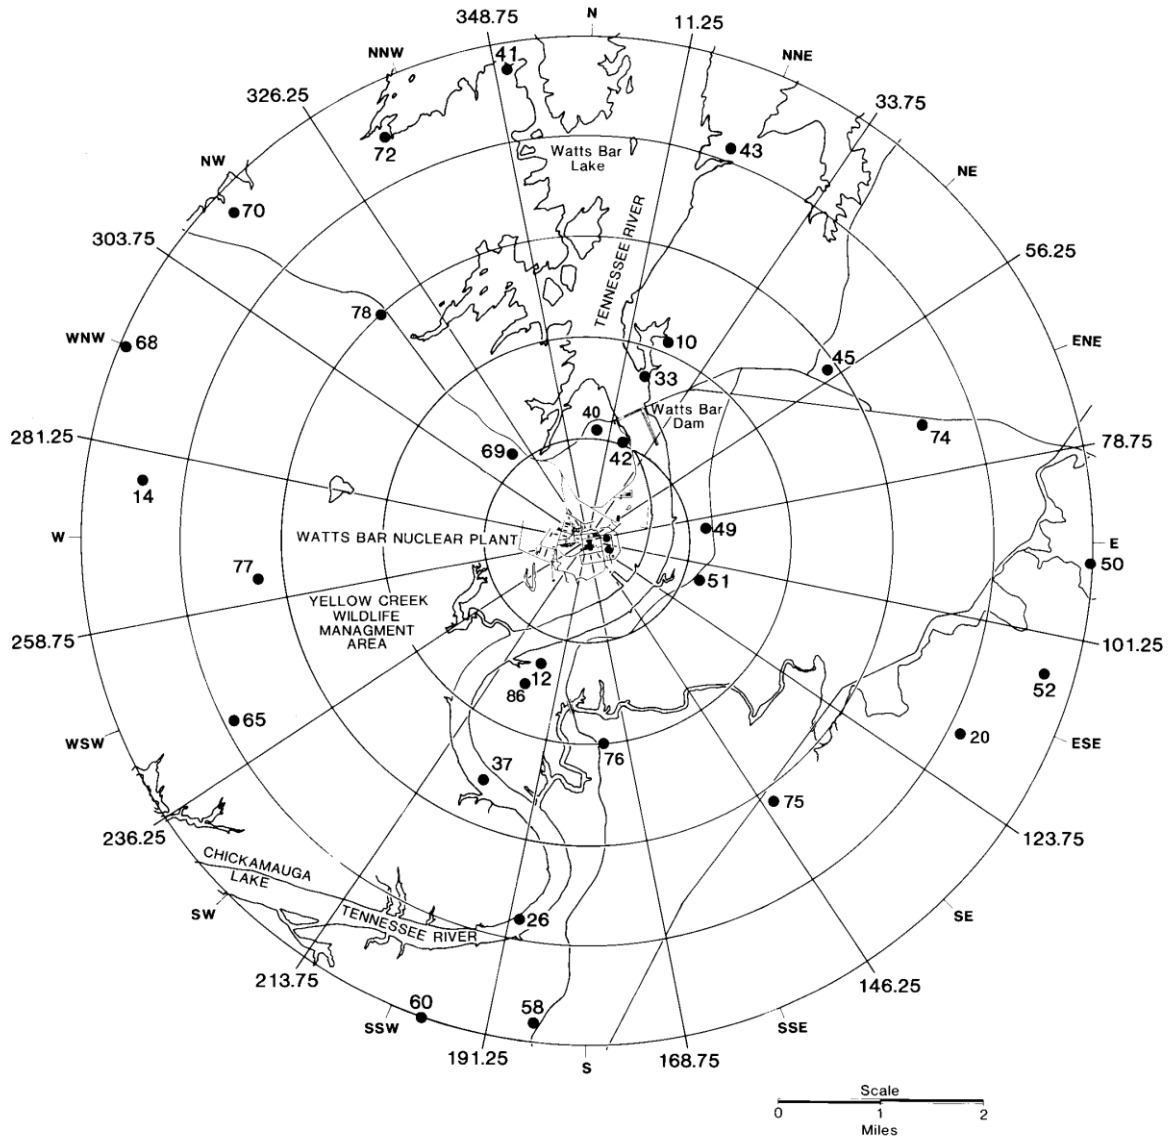 N
348.75
11.25
41
NNW
NNE
326.25
33.75
72
Watts Bar
Lake
43
NW
NE
70
TENNESSEE RIVER
303.75
56.25
78
WNW
68
10
ENE
45
33
40
Watts Bar
Dam
74
281.25
78.75
69
42
14
49
W
WATTS BAR NUCLEAR PLANT
E
50
77
51
YELLOW CREEK
WILDLIFE
MANAGMENT
AREA
258.75
101.25
12
52
86
65
WSW
20
ESE
76
37
75
236.25
123.75
CHICKAMAUGA
LAKE
SW
TENNESSEE RIVER
26
SE
213.75
146.25
60
58
SSW
SSE
191.25
168.75
S
Scale
0 1 2
Miles